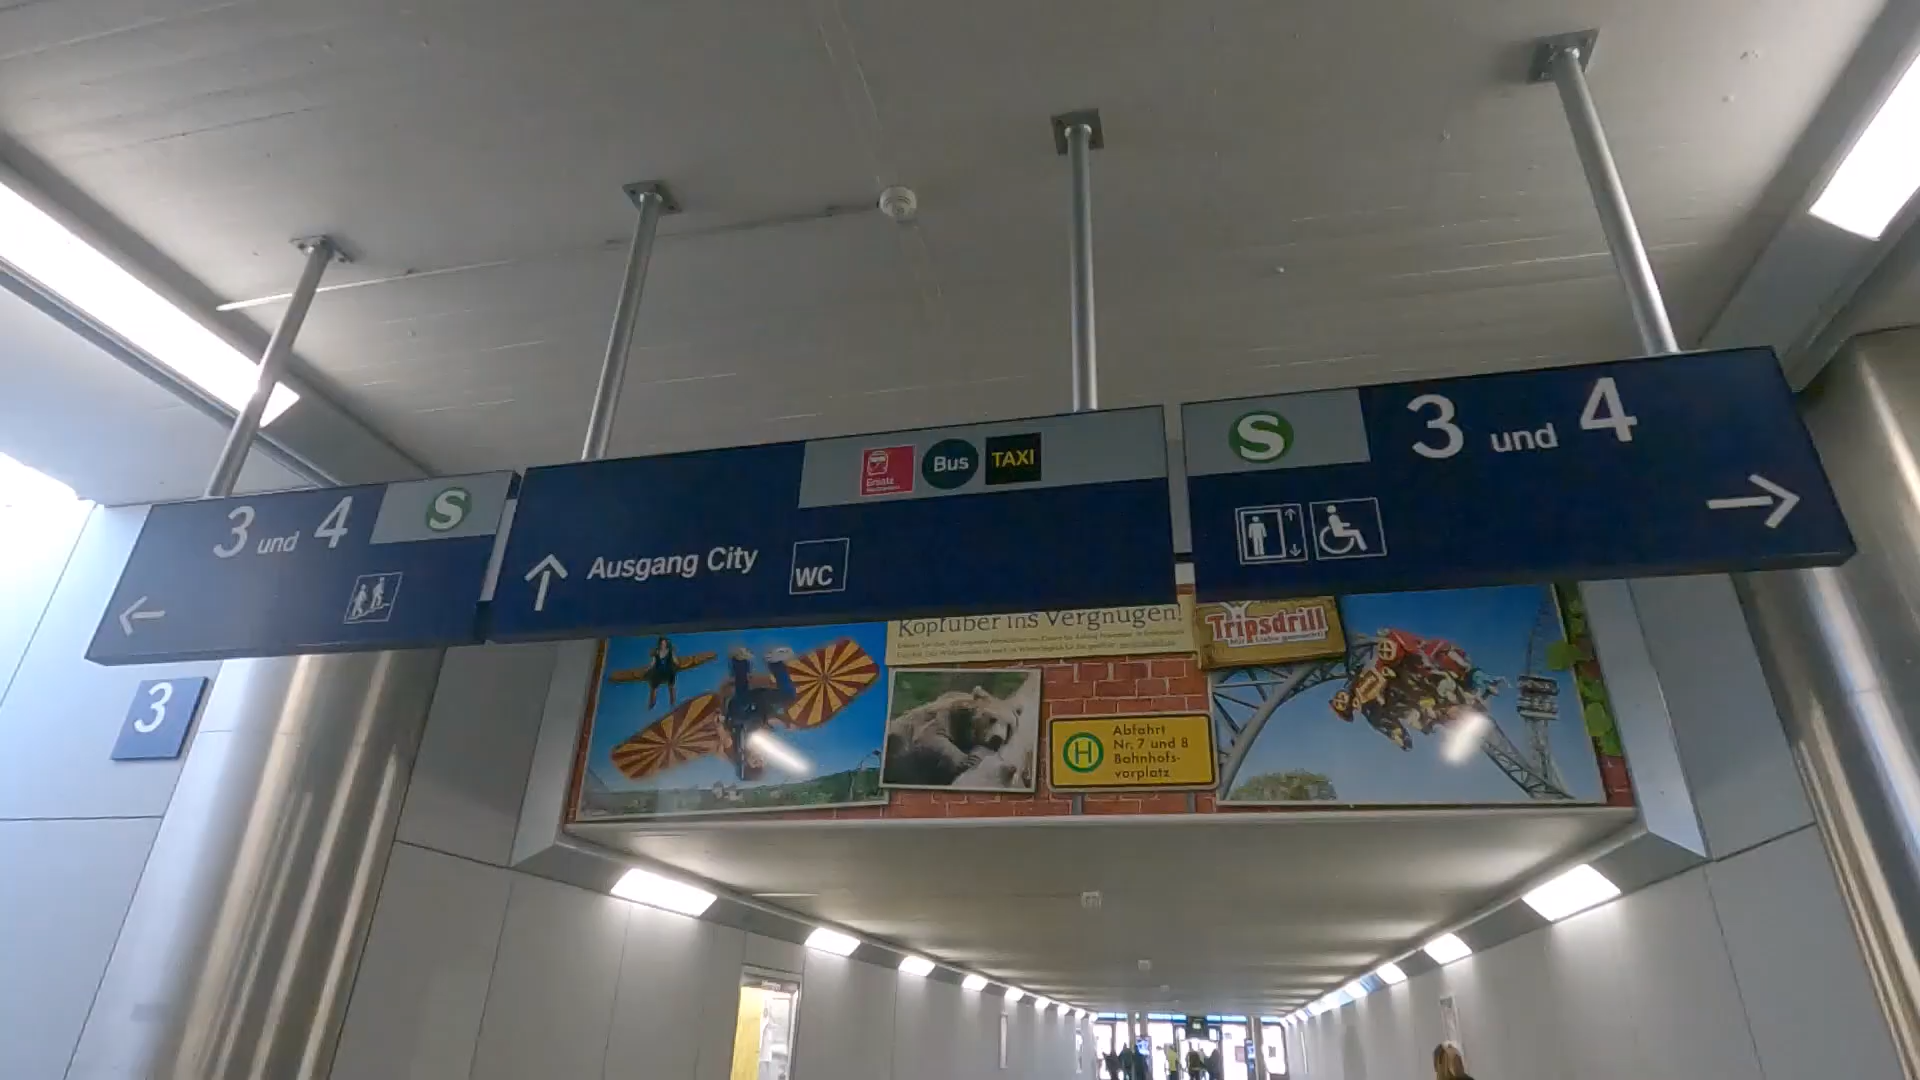 3 und 4 S
Ersatz Bus TAXI
Ausgang City WC
S 3 und 4
3
Kopfüber ins Vergnügen!
Tripsdrill
H
Abfahrt
Nr. 7 und 8
Bahnhofs-
vorplatz